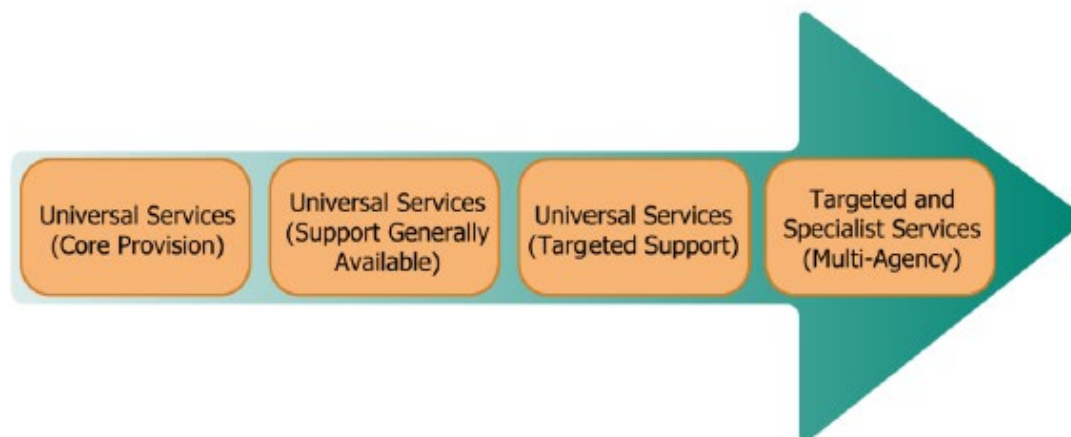 Universal Services
(Core Provision)
Universal Services
(Support Generally
Available)
Universal Services
(Targeted Support)
Targeted and
Specialist Services
(Multi-Agency)